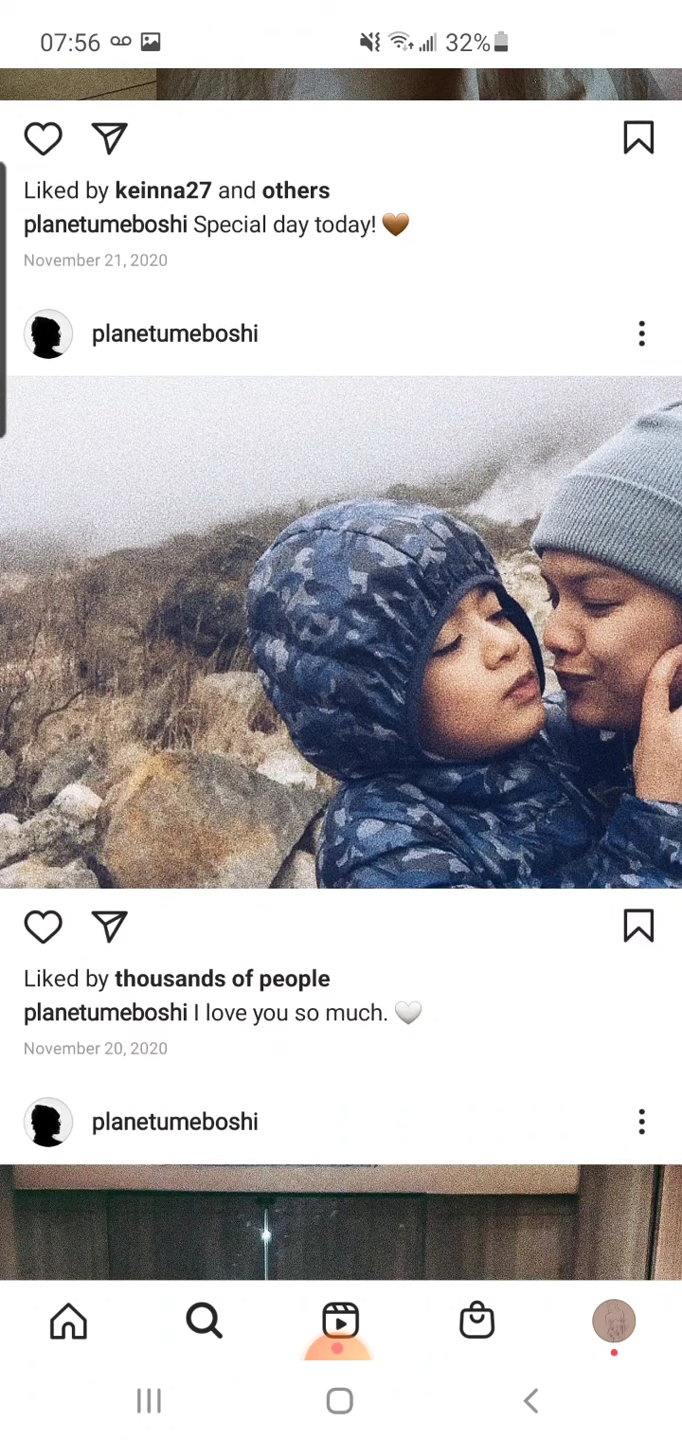 07:56 32%
Liked by keinna27 and others
planetumeboshi Special day today! 🤎
November 21, 2020
planetumeboshi
Liked by thousands of people
planetumeboshi I love you so much. 🤍
November 20, 2020
planetumeboshi